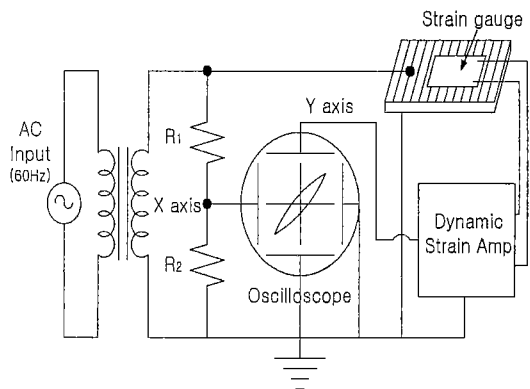 Strain gauge
Y axis
AC
Input
(60Hz)
R1
X axis
R2
Oscilloscope
Dynamic
Strain Amp